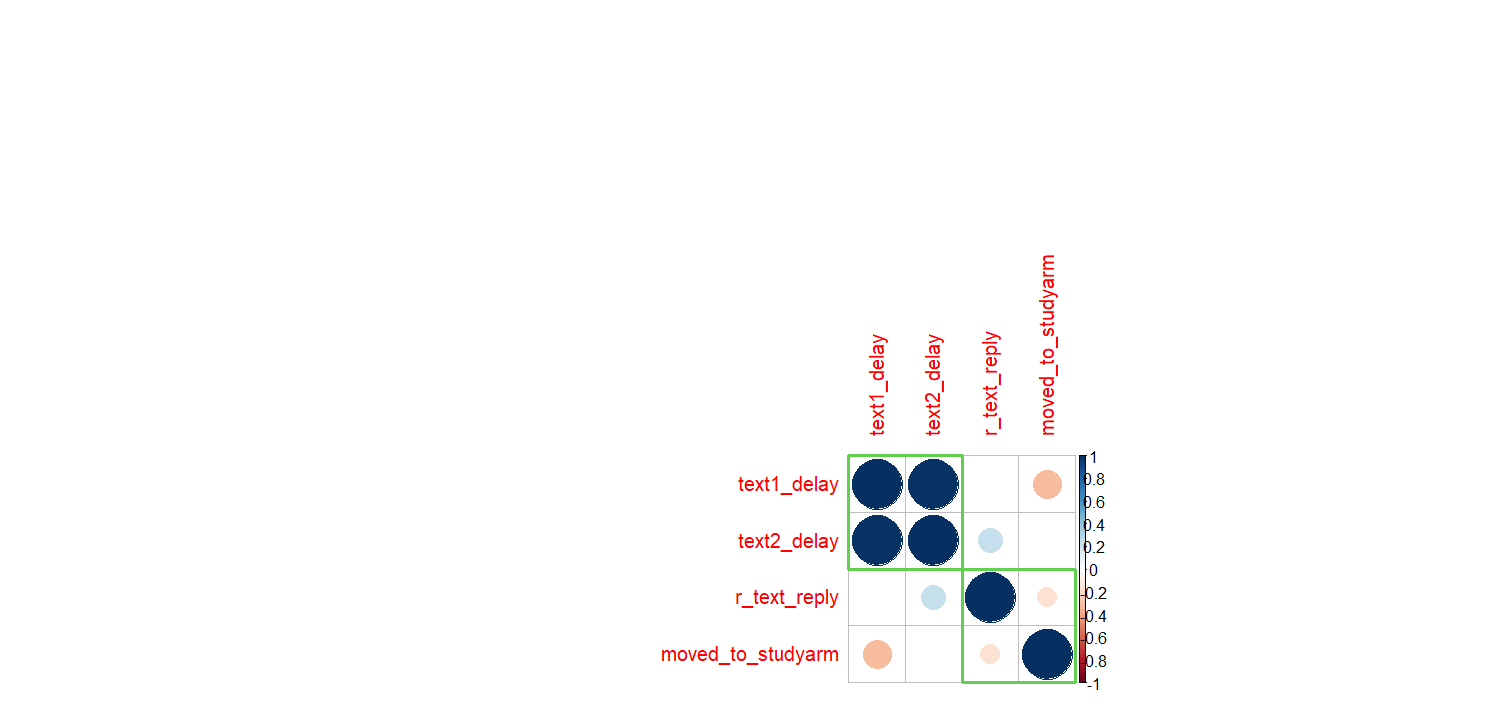 text1_delay
text2_delay
r_text_reply
moved_to_studyarm
text1_delay
text2_delay
r_text_reply
moved_to_studyarm
1
0.8
0.6
0.4
0.2
0
-0.2
-0.4
-0.6
-0.8
-1